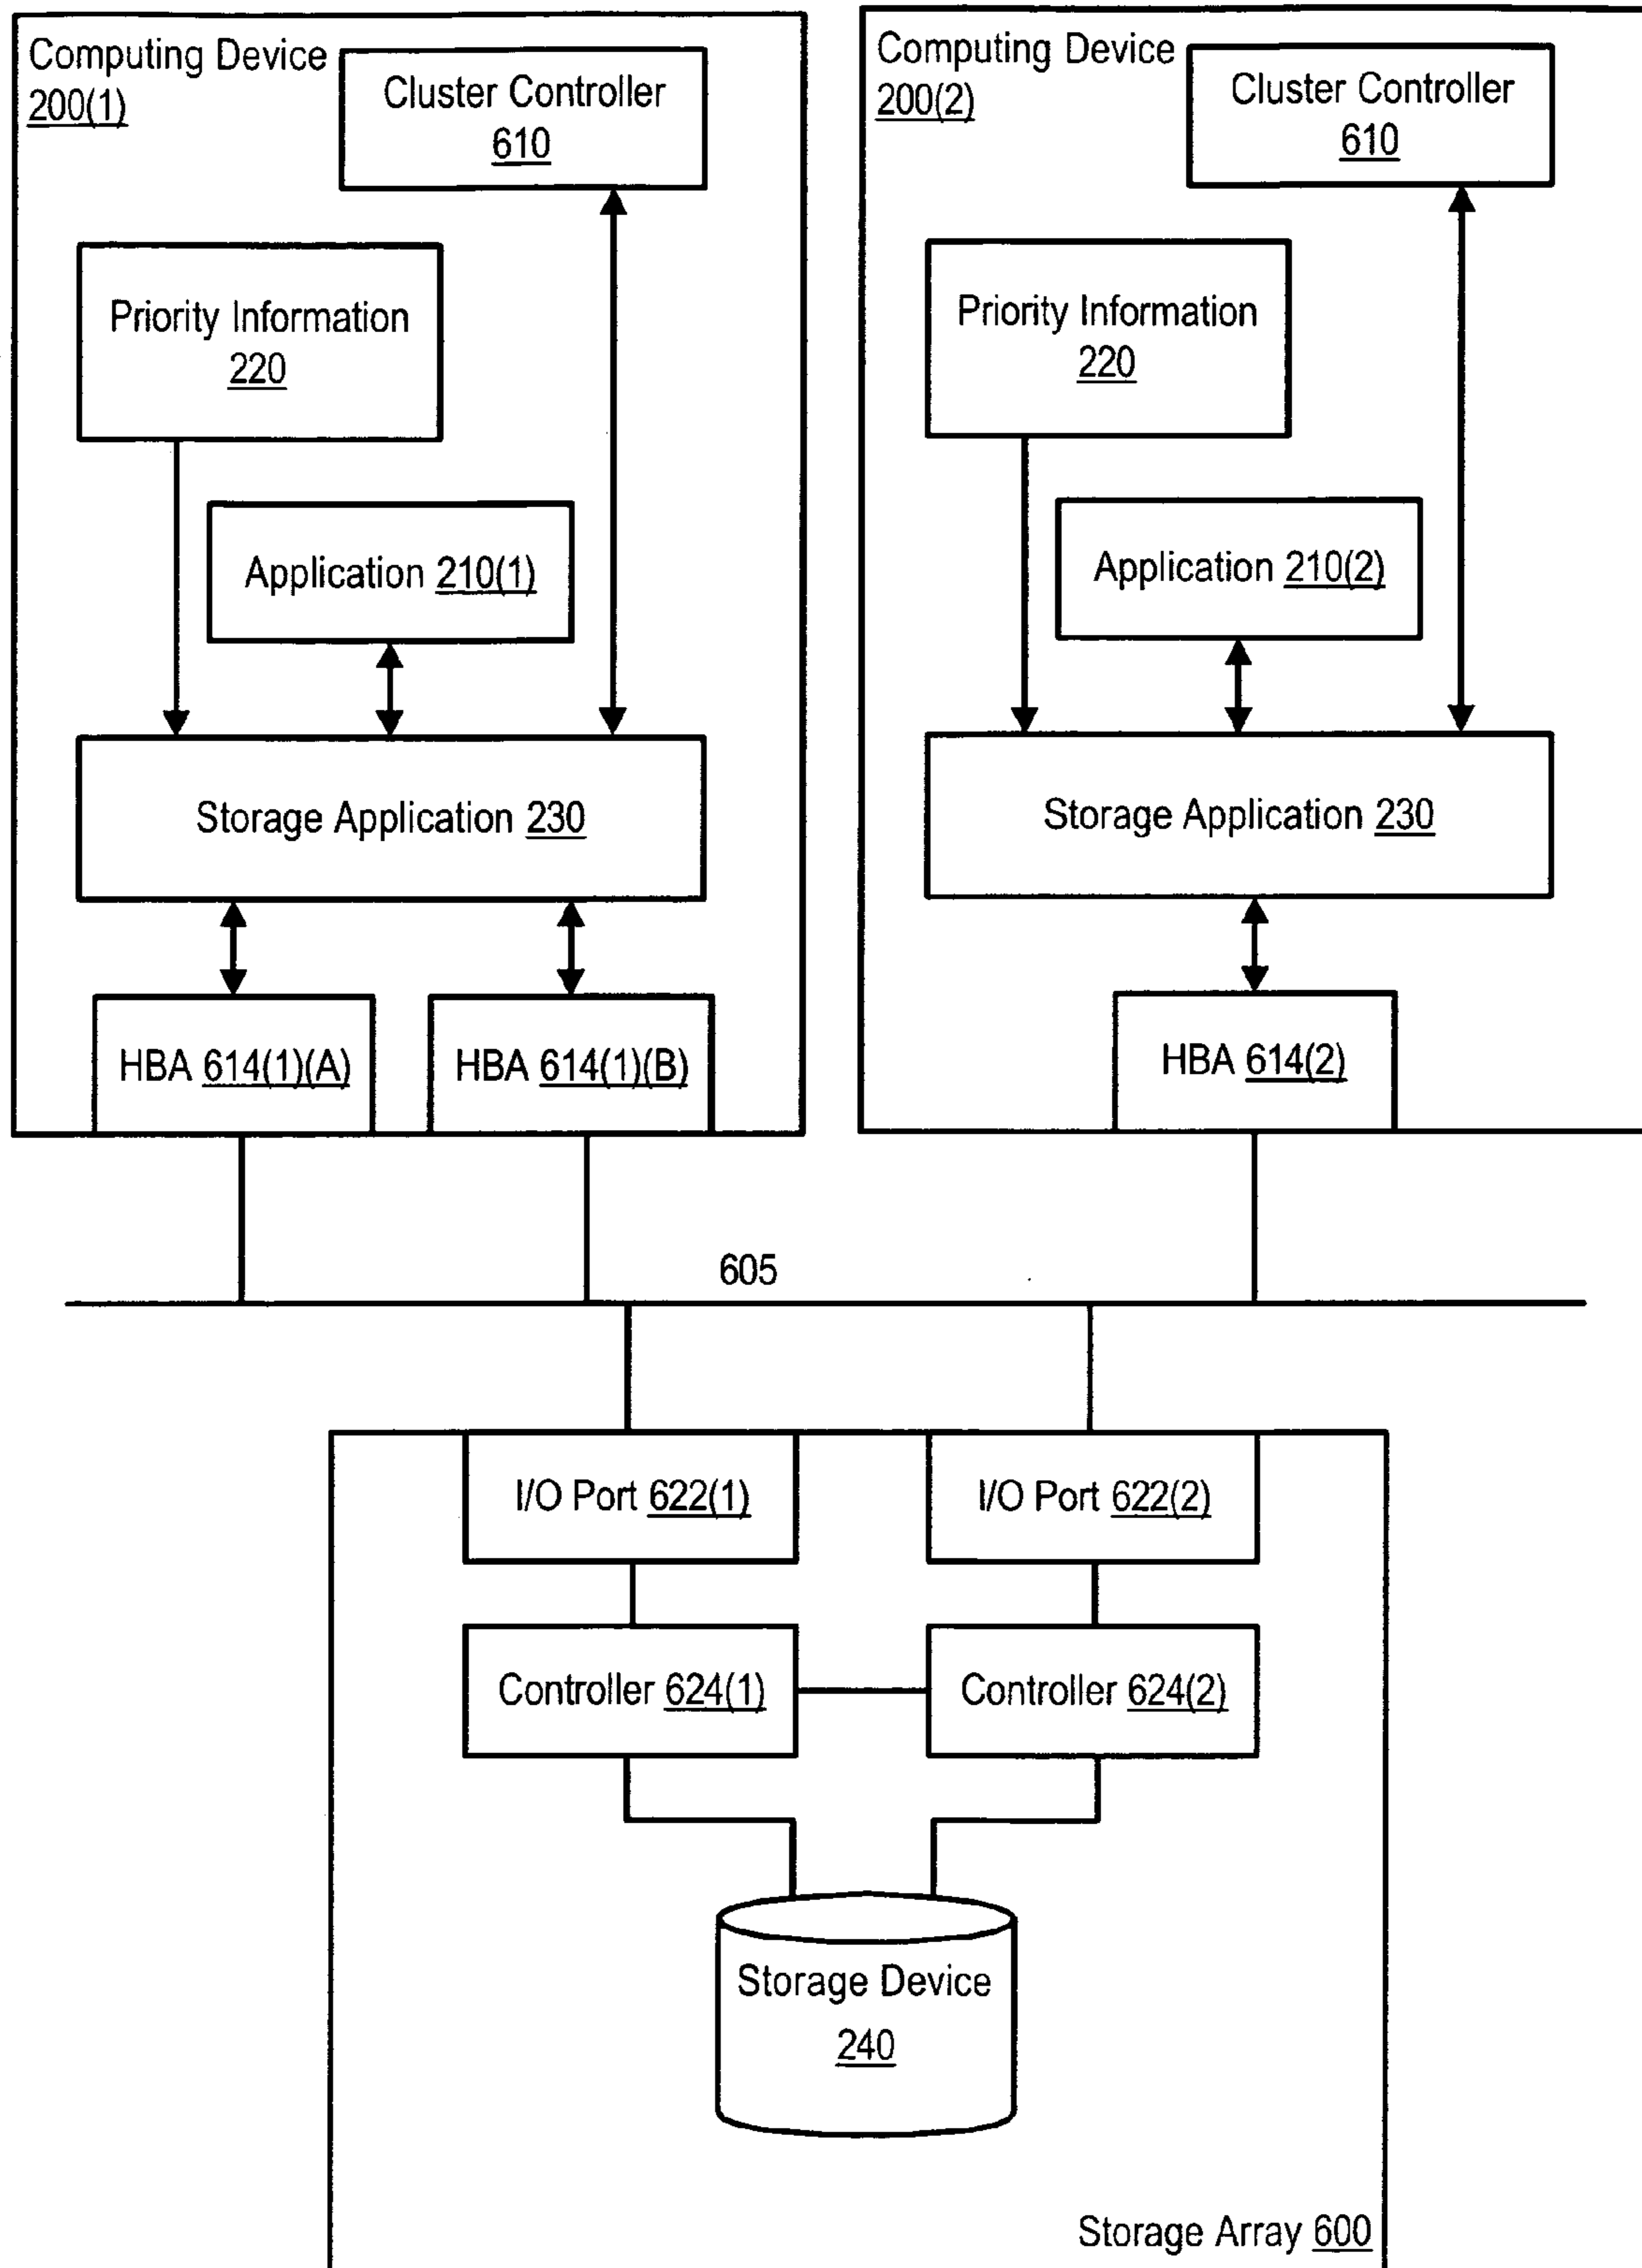 Computing Device
200(1)
Cluster Controller
610
Priority Information
220
Application 210(1)
Storage Application 230
HBA 614(1)(A)
HBA 614(1)(B)
Computing Device
200(2)
Cluster Controller
610
Priority Information
220
Application 210(2)
Storage Application 230
HBA 614(2)
605
I/O Port 622(1)
I/O Port 622(2)
Controller 624(1)
Controller 624(2)
Storage Device
240
Storage Array 600